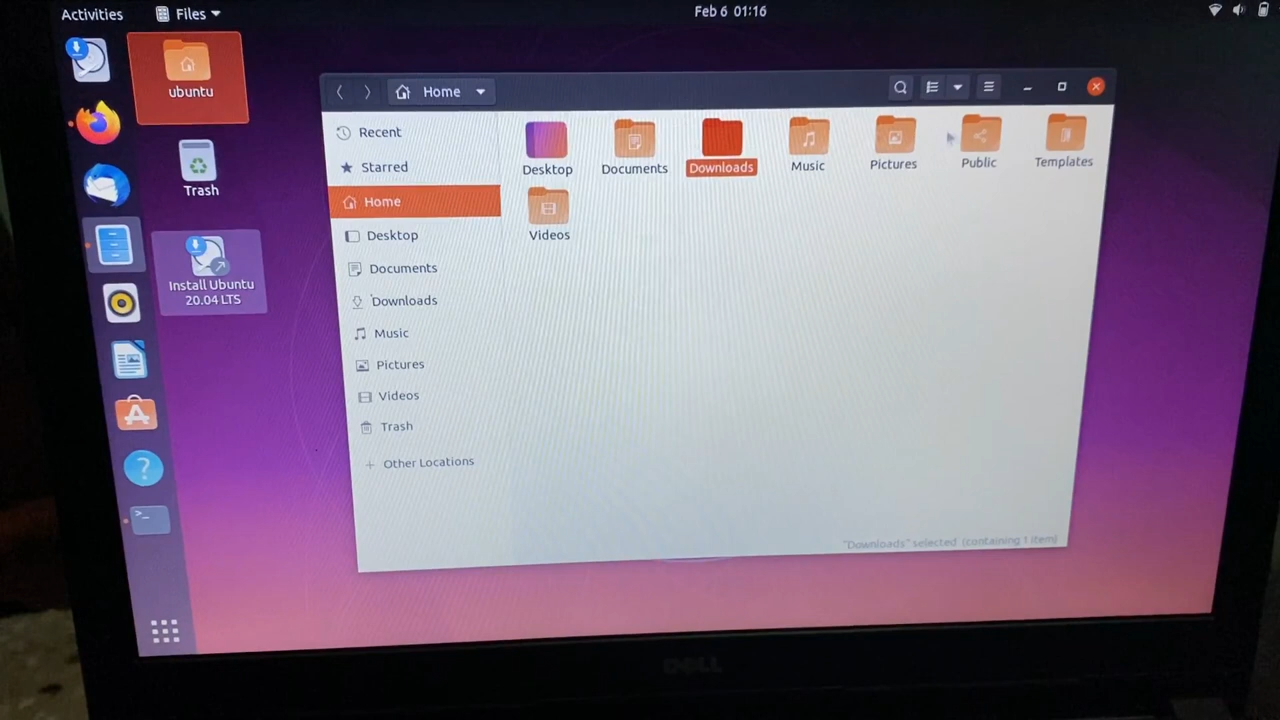 Activities
Files
Feb 6 01:16
ubuntu
Trash
Install Ubuntu
20.04 LTS
Home
Recent
Starred
Home
Desktop
Documents
Downloads
Music
Pictures
Videos
Trash
+ Other Locations
Desktop
Documents
Downloads
Music
Pictures
Public
Templates
Videos
"Downloads" selected (containing 1 item)
DELL